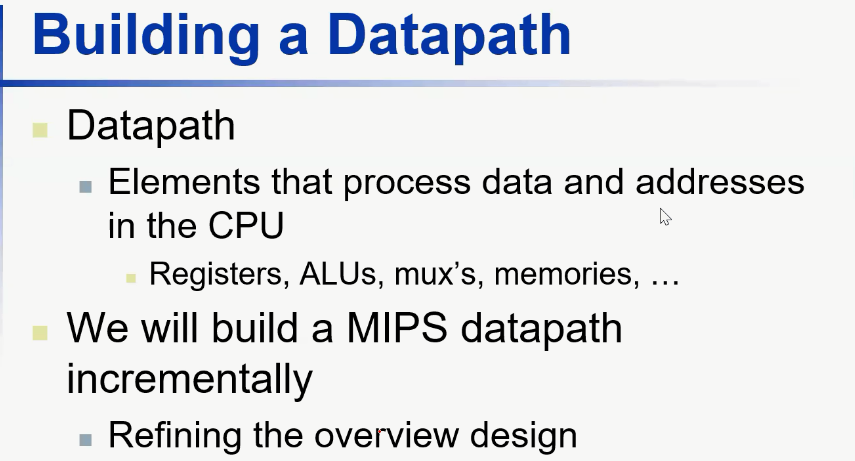 Building a Datapath
Datapath
Elements that process data and addresses
in the CPU
Registers, ALUs, mux's, memories, …
We will build a MIPS datapath
incrementally
Refining the overview design